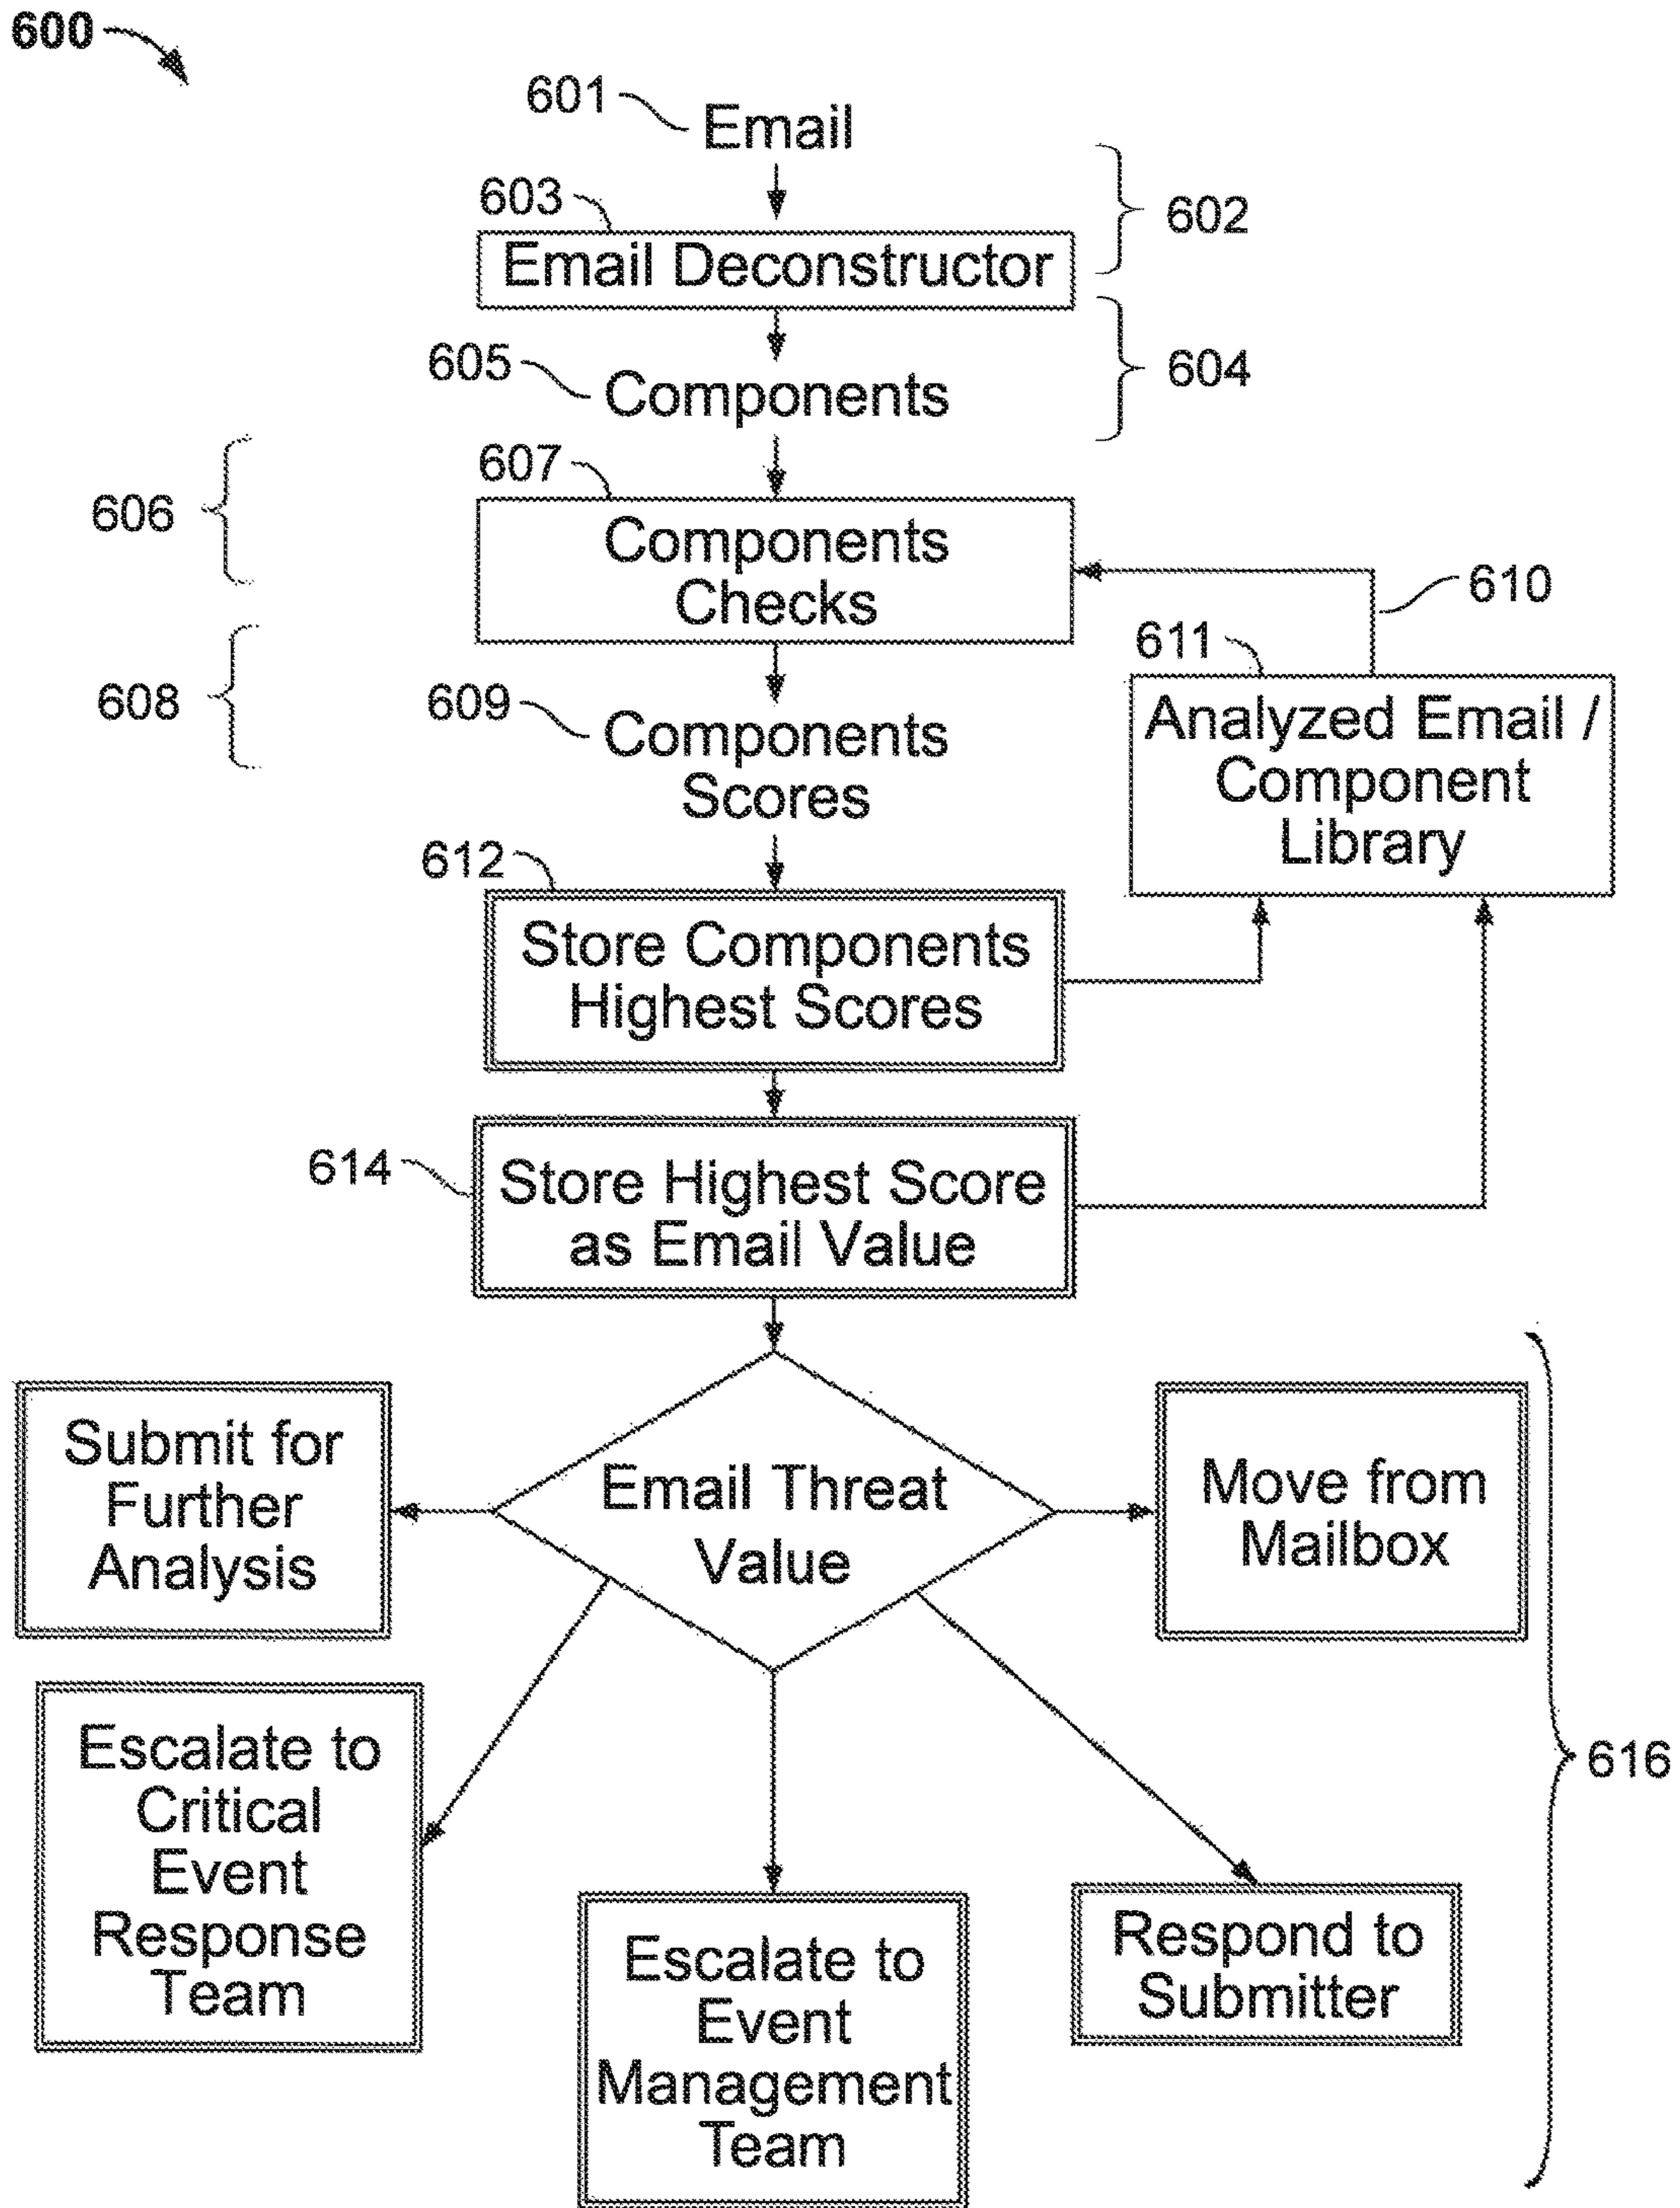 600
601
Email
602
603
Email Deconstructor
604
605
Components
606
607
Components
Checks
610
611
Analyzed Email /
Component
Library
608
609
Components
Scores
612
Store Components
Highest Scores
614
Store Highest Score
as Email Value
Email Threat
Value
Submit for
Further
Analysis
Move from
Mailbox
Escalate to
Critical
Event
Response
Team
Escalate to
Event
Management
Team
Respond to
Submitter
616